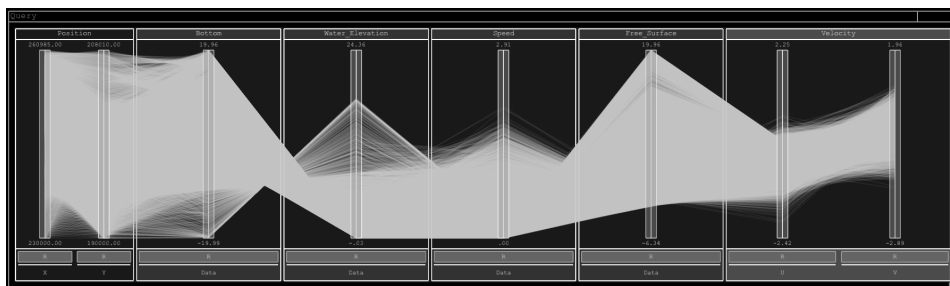 Query
Position Bottom Water_Elevation Speed Free_Surface Velocity
260985.00 208010.00 19.96 24.36 2.91 19.96 2.25 1.96
230000.00 190000.00 -19.99 -.03 .00 -6.34 -2.42 -2.89
R R R R R R R R
X Y Data Data Data Data U V